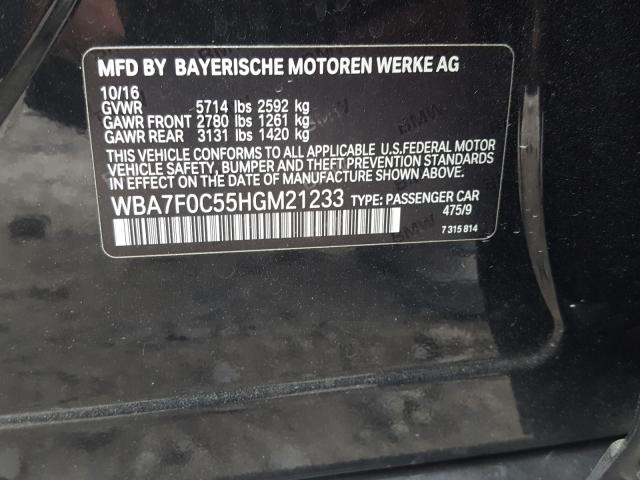 MFD BY BAYERISCHE MOTOREN WERKE AG
10/16
GVWR 5714 lbs 2592 kg
GAWR FRONT 2780 lbs 1261 kg
GAWR REAR 3131 lbs 1420 kg
THIS VEHICLE CONFORMS TO ALL APPLICABLE U.S.FEDERAL MOTOR
VEHICLE SAFETY, BUMPER, AND THEFT PREVENTION STANDARDS
IN EFFECT ON THE DATE OF MANUFACTURE SHOWN ABOVE.
WBA7F0C55HGM21233 TYPE: PASSENGER CAR
475/9
7 315 814